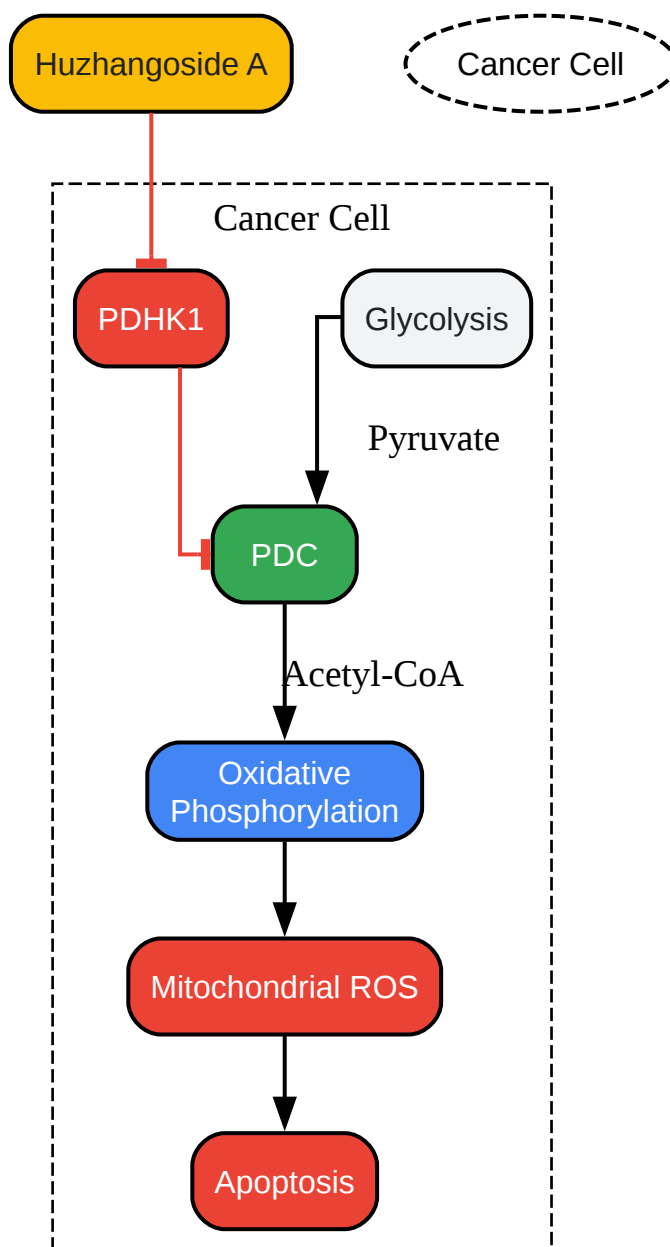 Huzhangoside A
Cancer Cell
Cancer Cell
PDHK1
Glycolysis
Pyruvate
PDC
Acetyl-CoA
Oxidative
Phosphorylation
Mitochondrial ROS
Apoptosis